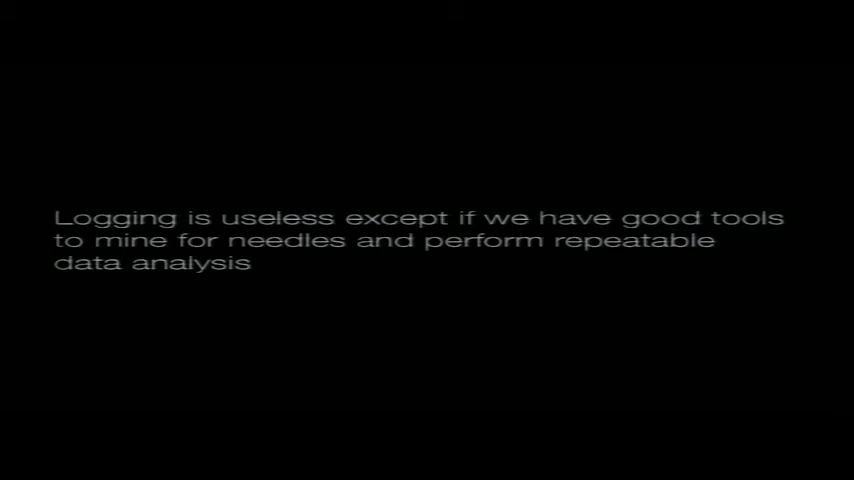 Logging is useless except if we have good tools
to mine for needles and perform repeatable
data analysis